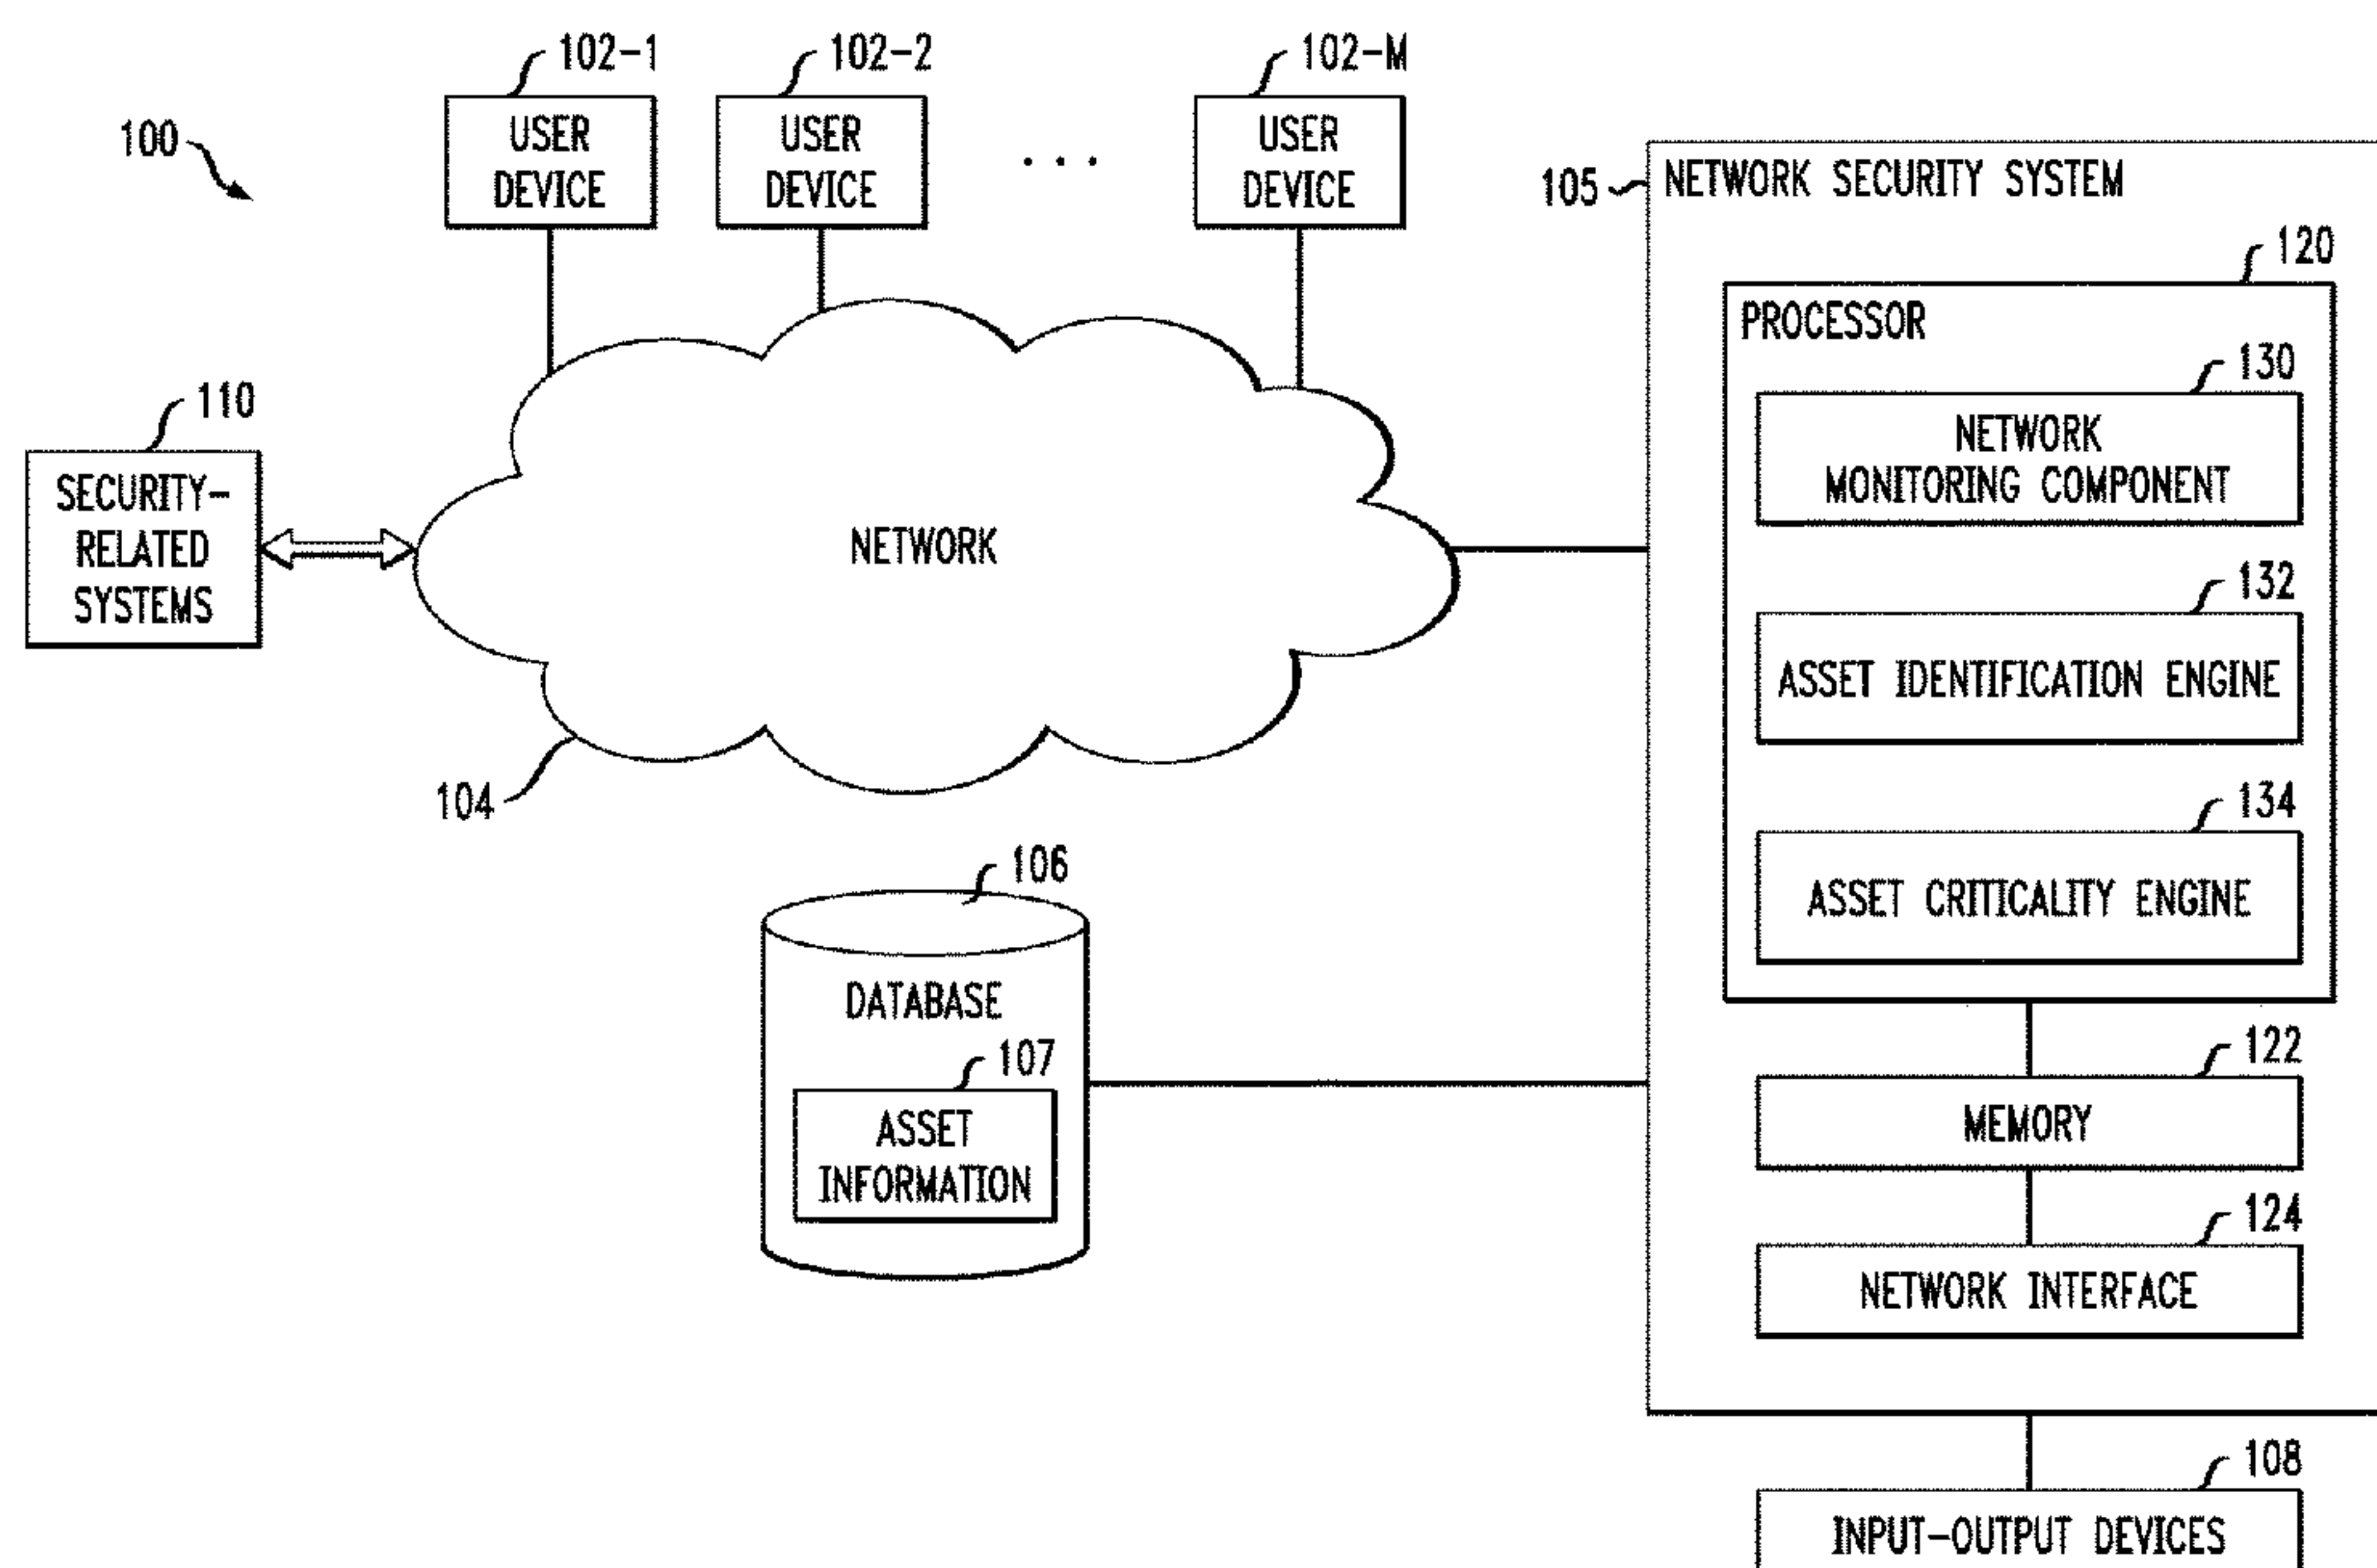 100
102-1
USER
DEVICE
102-2
USER
DEVICE
...
102-M
USER
DEVICE
110
SECURITY-
RELATED
SYSTEMS
NETWORK
104
106
DATABASE
107
ASSET
INFORMATION
105
NETWORK SECURITY SYSTEM
120
PROCESSOR
130
NETWORK
MONITORING COMPONENT
132
ASSET IDENTIFICATION ENGINE
134
ASSET CRITICALITY ENGINE
122
MEMORY
124
NETWORK INTERFACE
108
INPUT-OUTPUT DEVICES